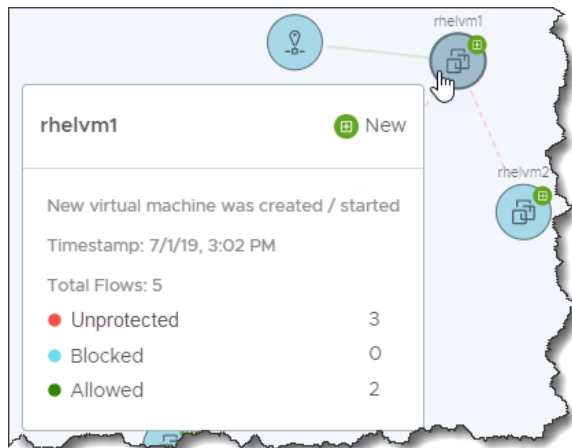 rhelvm1
rhelvm1
New
rhelvm2
New virtual machine was created / started
Timestamp: 7/1/19, 3:02 PM
Total Flows: 5
Unprotected 3
Blocked 0
Allowed 2